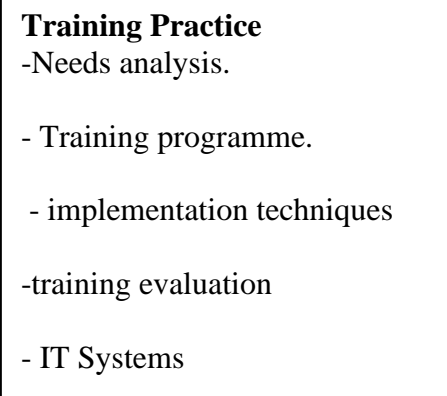 Training Practice
-Needs analysis.
- Training programme.
- implementation techniques
-training evaluation
- IT Systems